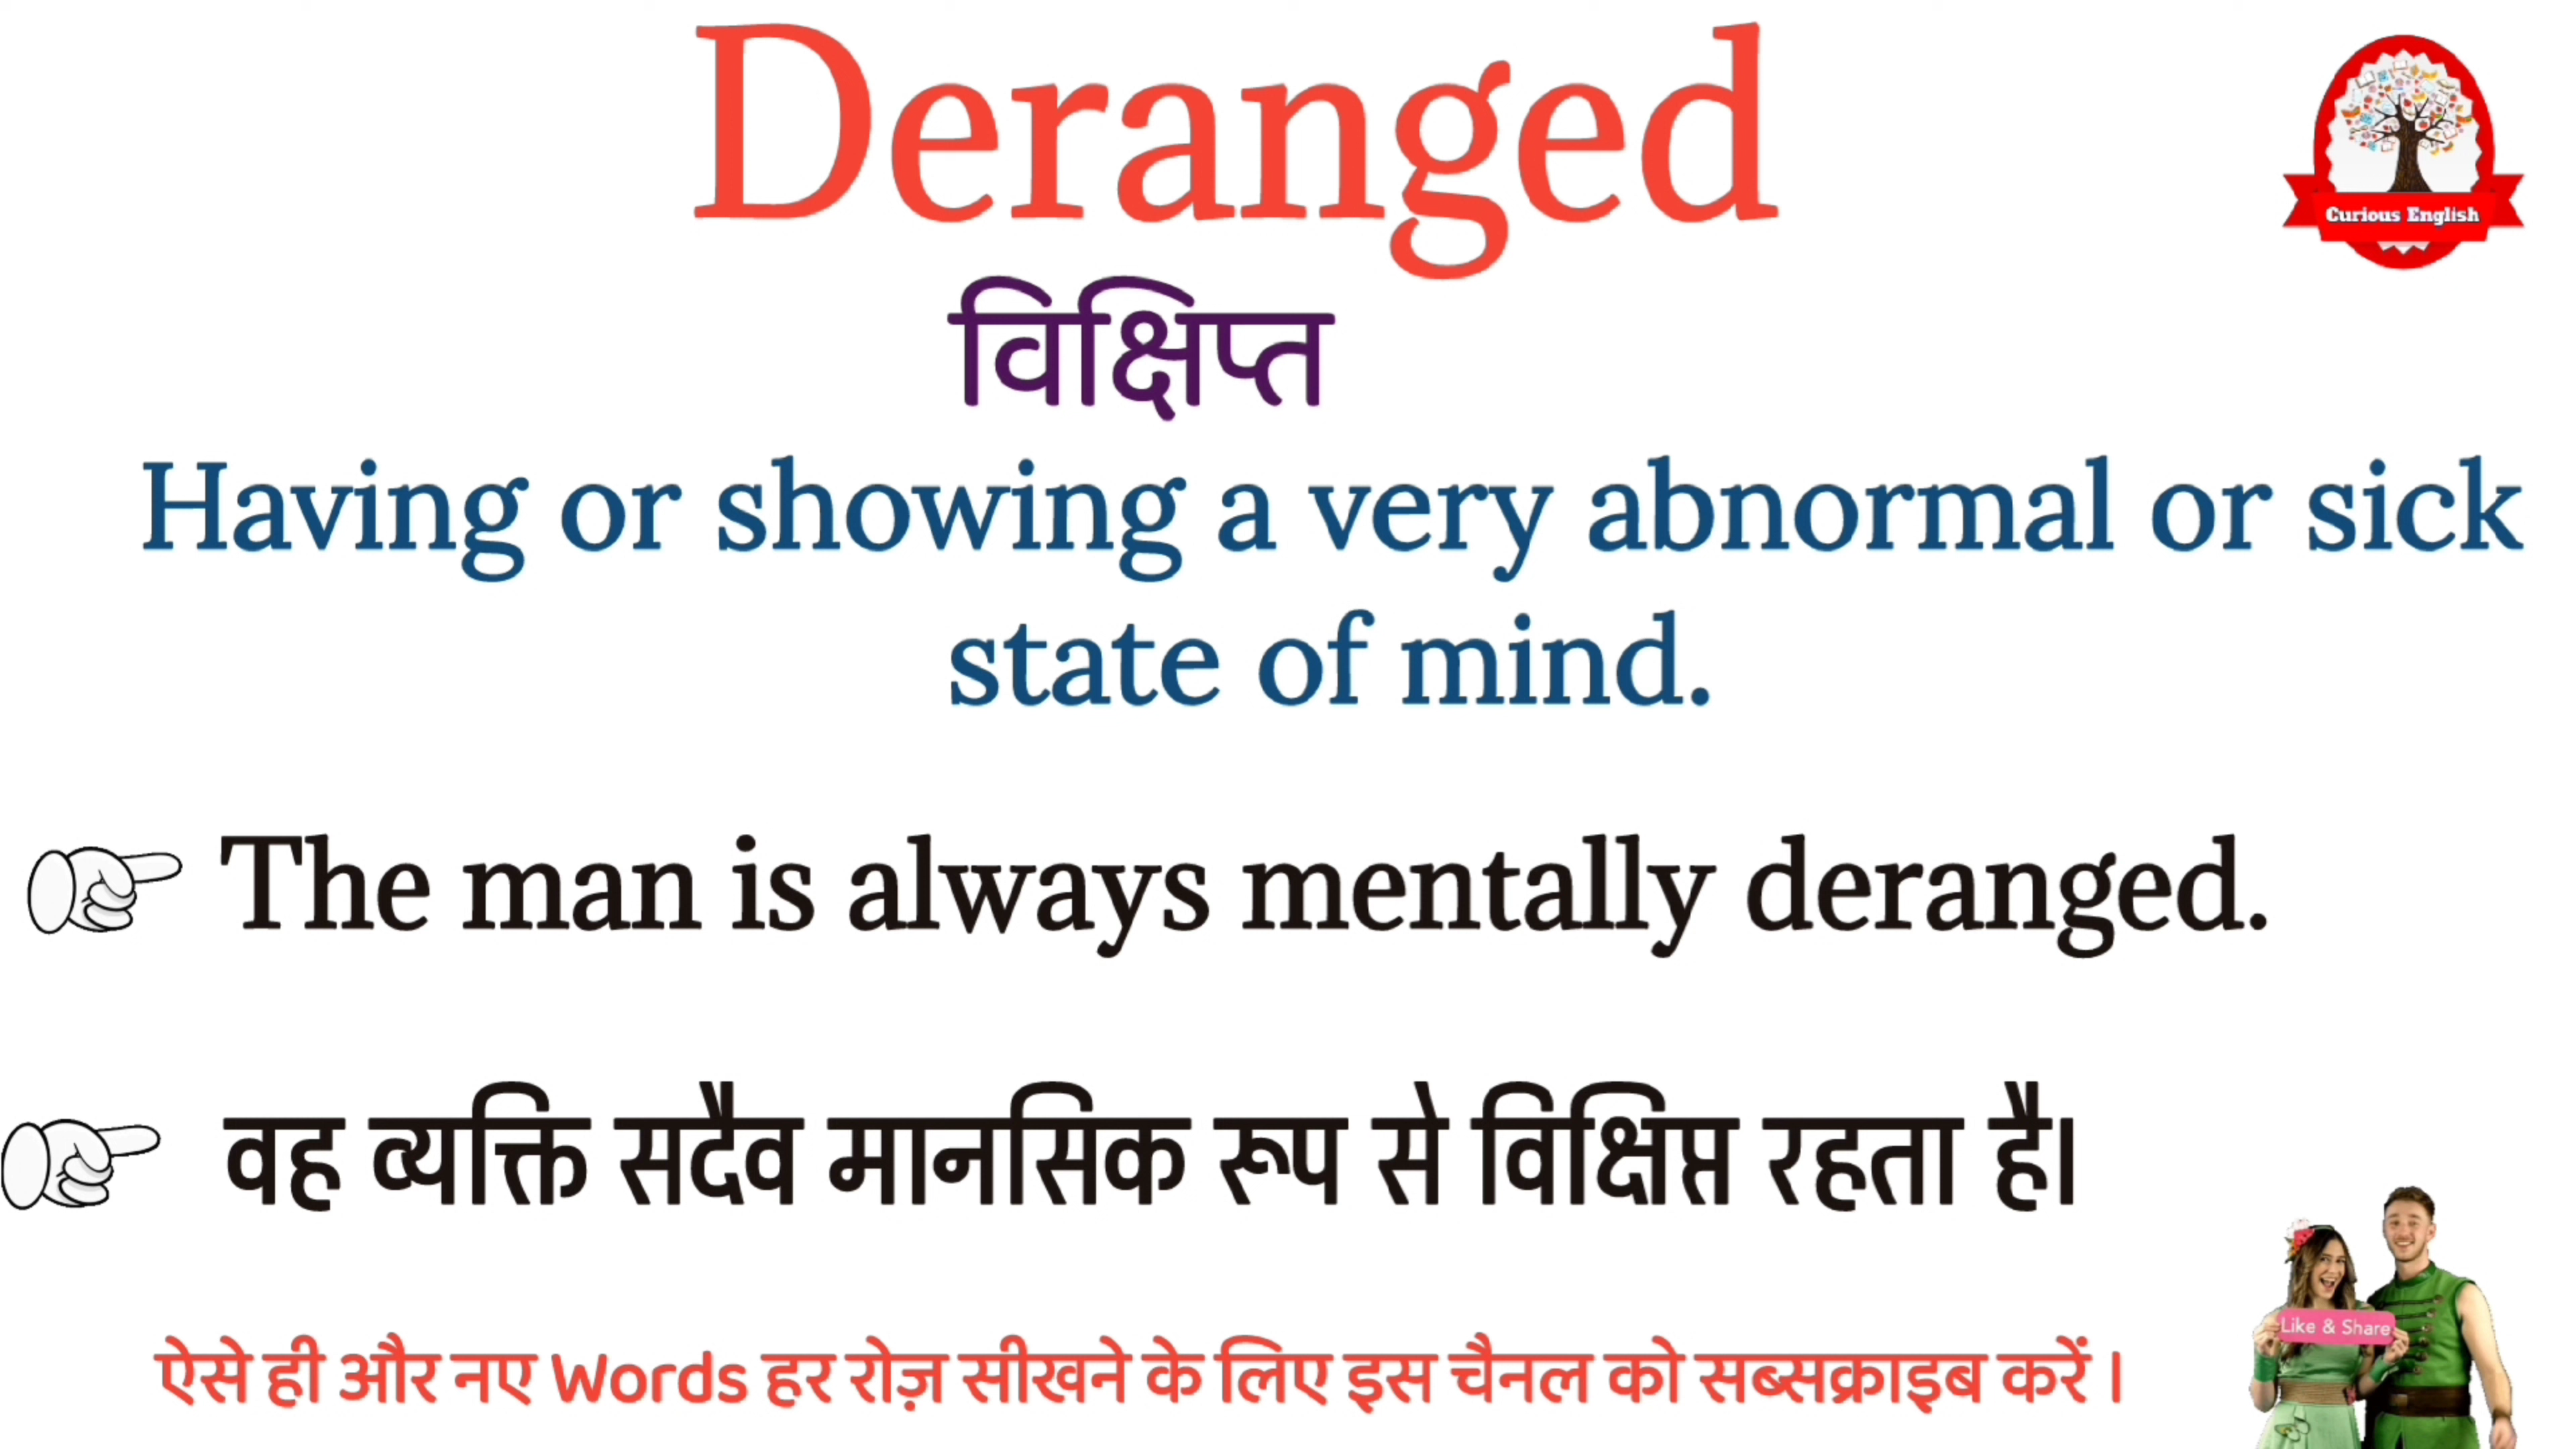 Deranged
Curious English
विक्षिप्त
Having or showing a very abnormal or sick
state of mind.
The man is always mentally deranged.
वह व्यक्ति सदैव मानसिक रूप से विक्षिप्त रहता है।
Like & Share
ऐसे ही और नए Words हर रोज़ सीखने के लिए इस चैनल को सब्सक्राइब करें ।